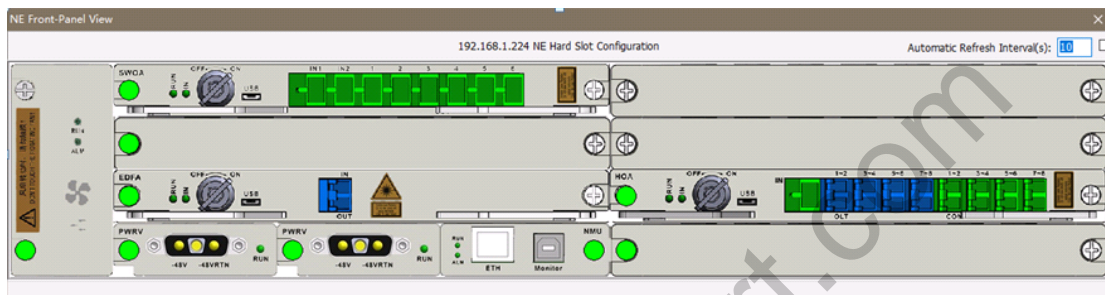 NE Front-Panel View
192.168.1.224 NE Hard Slot Configuration
Automatic Refresh Interval(s): 10
SWOA
OFF ON
RUN
IN
USB
IN1 IN2 1 2 3 4 5 6
RUN
ALM
EDFA
OFF ON
RUN
IN
USB
IN
OUT
HOA
OFF ON
RUN
IN
USB
IN
1-2 3-4 5-6 7-8 1-2 3-4 5-6 7-8
OLT
COM
PWRV
-48V -48VRTN
RUN
PWRV
-48V -48VRTN
RUN
RUN
ALM
ETH
Monitor
NMU